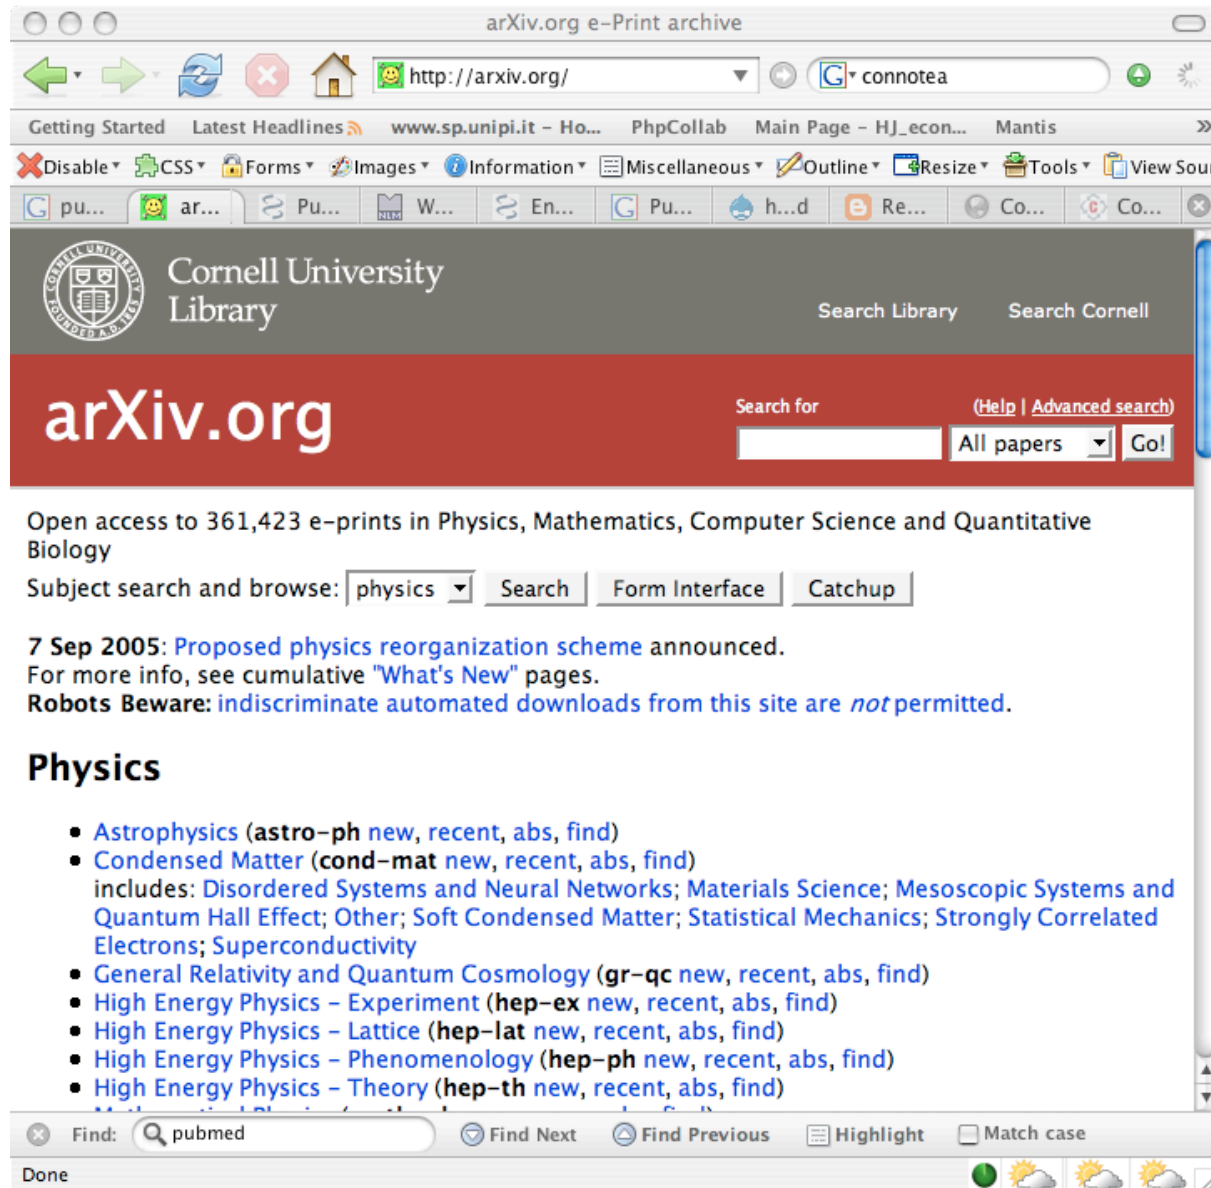 arXiv.org e-Print archive
http://arxiv.org/ G connotea
Getting Started Latest Headlines www.sp.unipi.it - Ho... PhpCollab Main Page - HJ_econ... Mantis »
Disable CSS Forms Images Information Miscellaneous Outline Resize Tools View Sou
G pu... ar... Pu... NLM W... En... G Pu... h...d Re... Co... Co...
Cornell University
Library
Search Library Search Cornell
arXiv.org
Search for (Help | Advanced search)
All papers Go!
Open access to 361,423 e-prints in Physics, Mathematics, Computer Science and Quantitative
Biology
Subject search and browse: physics Search Form Interface Catchup
7 Sep 2005: Proposed physics reorganization scheme announced.
For more info, see cumulative "What's New" pages.
Robots Beware: indiscriminate automated downloads from this site are not permitted.
Physics
• Astrophysics (astro-ph new, recent, abs, find)
• Condensed Matter (cond-mat new, recent, abs, find)
includes: Disordered Systems and Neural Networks; Materials Science; Mesoscopic Systems and
Quantum Hall Effect; Other; Soft Condensed Matter; Statistical Mechanics; Strongly Correlated
Electrons; Superconductivity
• General Relativity and Quantum Cosmology (gr-qc new, recent, abs, find)
• High Energy Physics - Experiment (hep-ex new, recent, abs, find)
• High Energy Physics - Lattice (hep-lat new, recent, abs, find)
• High Energy Physics - Phenomenology (hep-ph new, recent, abs, find)
• High Energy Physics - Theory (hep-th new, recent, abs, find)
Find: pubmed Find Next Find Previous Highlight Match case
Done